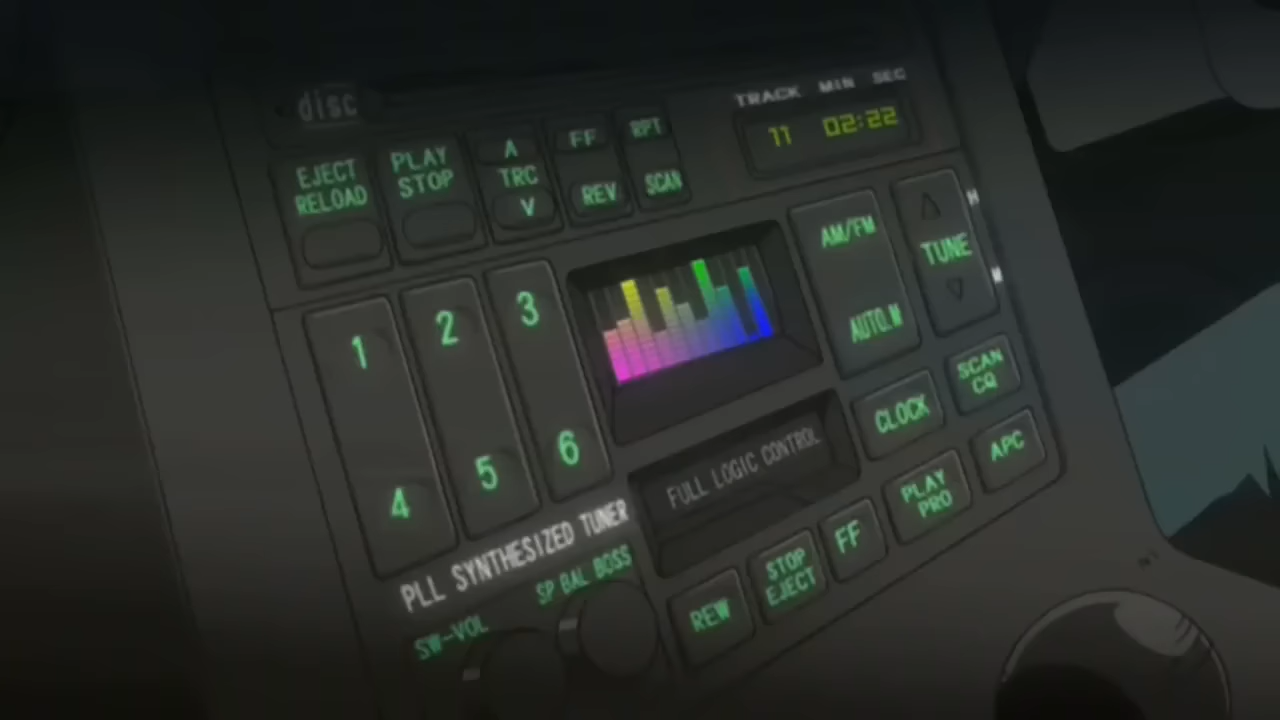 disc
TRACK MIN SEC
11 02:22
EJECT
RELOAD
PLAY
STOP
A
TRC
V
FF
REV
RPT
SCAN
1
2
3
4
5
6
AM/FM
AUTO.M
TUNE
H
M
SCAN
CQ
CLOCK
APC
FULL LOGIC CONTROL
PLAY
PRO
FF
STOP
EJECT
REW
PLL SYNTHESIZED TUNER
SP BAL BOSS
SW-VOL